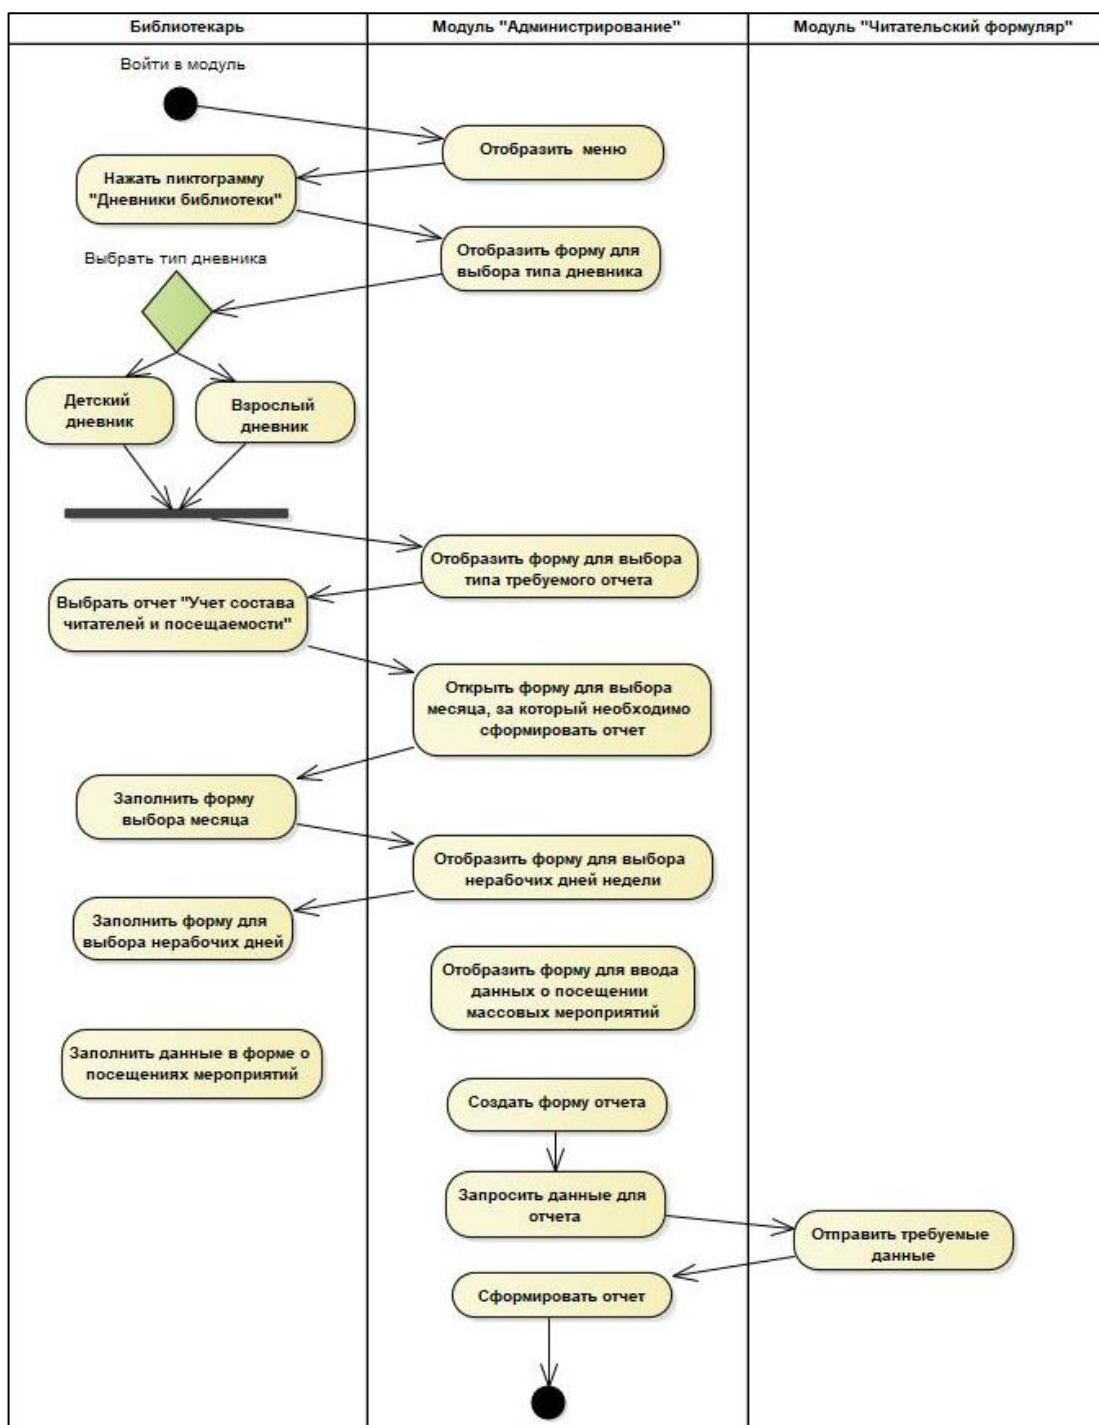 Библиотекарь
Модуль "Администрирование"
Модуль "Читательский формуляр"
Войти в модуль
Отобразить меню
Нажать пиктограмму
"Дневники библиотеки"
Отобразить форму для
выбора типа дневника
Выбрать тип дневника
Детский
дневник
Взрослый
дневник
Отобразить форму для выбора
типа требуемого отчета
Выбрать отчет "Учет состава
читателей и посещаемости"
Открыть форму для выбора
месяца, за который необходимо
сформировать отчет
Заполнить форму
выбора месяца
Отобразить форму для выбора
нерабочих дней недели
Заполнить форму для
выбора нерабочих дней
Отобразить форму для ввода
данных о посещении
массовых мероприятий
Заполнить данные в форме о
посещениях мероприятий
Создать форму отчета
Запросить данные для
отчета
Отправить требуемые
данные
Сформировать отчет